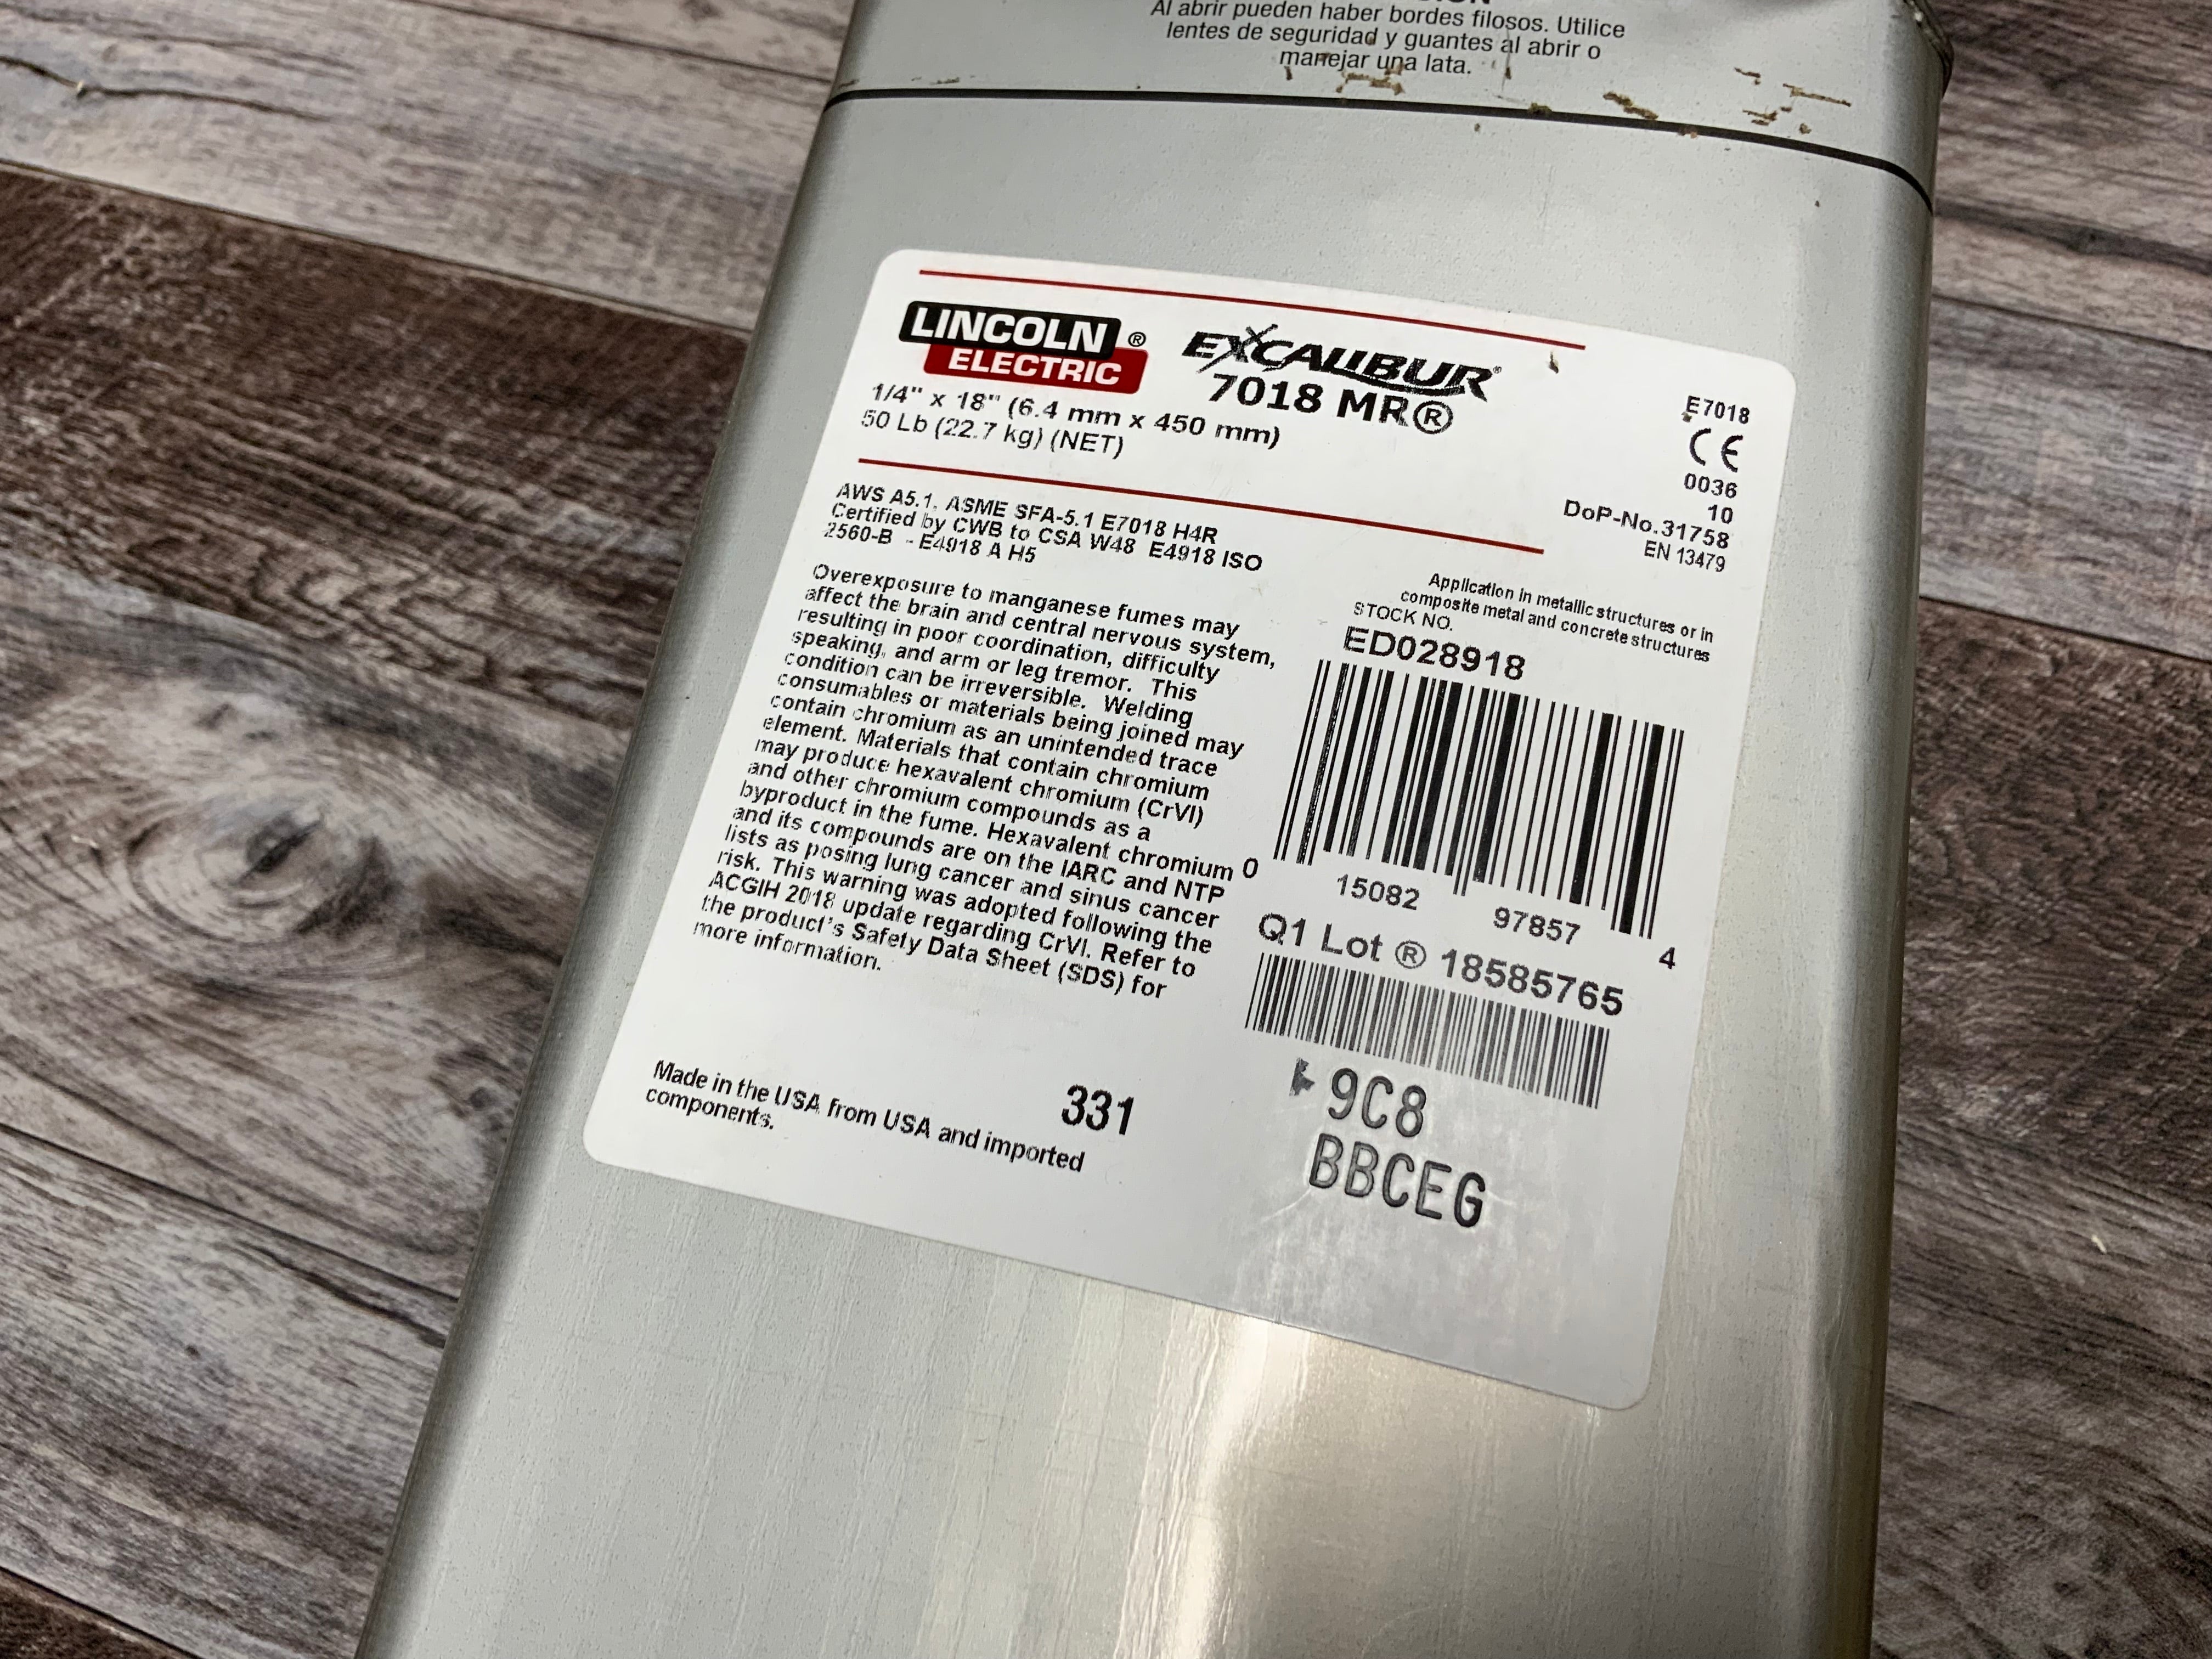 Al abrir pueden haber bordes filosos. Utilice
lentes de seguridad y guantes al abrir o
manejar una lata.
LINCOLN ®
ELECTRIC
EXCALIBUR®
7018 MR®
1/4" x 18" (6.4 mm x 450 mm)
50 Lb (22.7 kg) (NET)
E7018
CE
0036
10
DoP-No.31758
EN 13479
AWS A5.1, ASME SFA-5.1 E7018 H4R
Certified by CWB to CSA W48 E4918 ISO
2560-B - E4918 A H5
Application in metallic structures or in
composite metal and concrete structures
STOCK NO.
ED028918
Overexposure to manganese fumes may
affect the brain and central nervous system,
resulting in poor coordination, difficulty
speaking, and arm or leg tremor. This
condition can be irreversible. Welding
consumables or materials being joined may
contain chromium as an unintended trace
element. Materials that contain chromium
may produce hexavalent chromium (CrVI)
and other chromium compounds as a
byproduct in the fume. Hexavalent chromium
and its compounds are on the IARC and NTP
lists as posing lung cancer and sinus cancer
risk. This warning was adopted following the
ACGIH 2018 update regarding CrVI. Refer to
the product's Safety Data Sheet (SDS) for
more information.
0 15082 97857 4
Q1 Lot ® 18585765
9C8
BBCEG
331
Made in the USA from USA and imported
components.